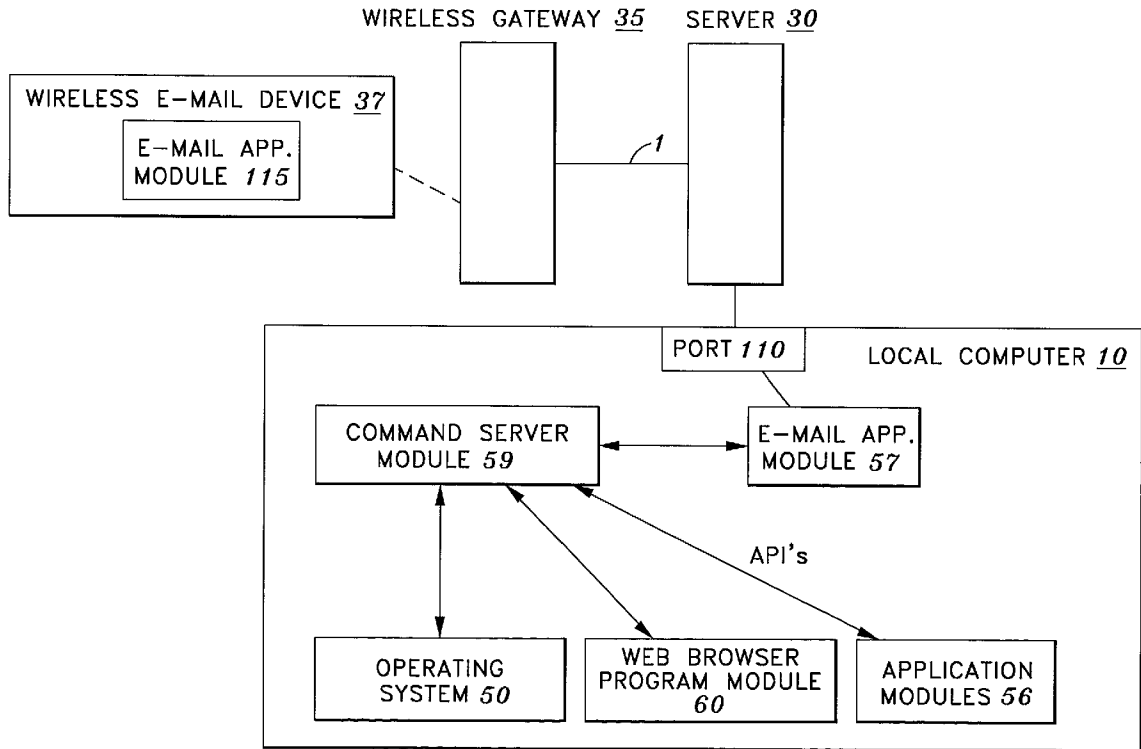 WIRELESS GATEWAY 35
SERVER 30
WIRELESS E-MAIL DEVICE 37
E-MAIL APP.
MODULE 115
1
PORT 110
LOCAL COMPUTER 10
COMMAND SERVER
MODULE 59
E-MAIL APP.
MODULE 57
API's
OPERATING
SYSTEM 50
WEB BROWSER
PROGRAM MODULE
60
APPLICATION
MODULES 56